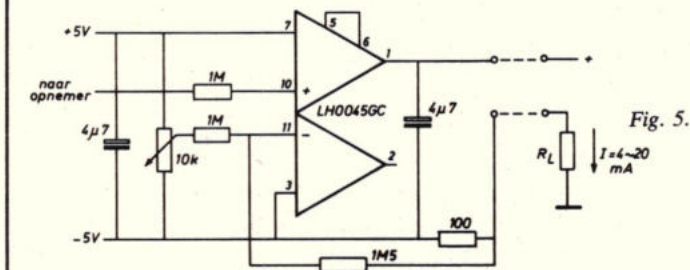 +5V
7
5
6
1
+
naar
opnemer
1M
10
+
LH0045GC
4µ7
1M
11
-
4µ7
10k
2
Fig. 5.
R_L
I=4~20
mA
3
-5V
100
1M5